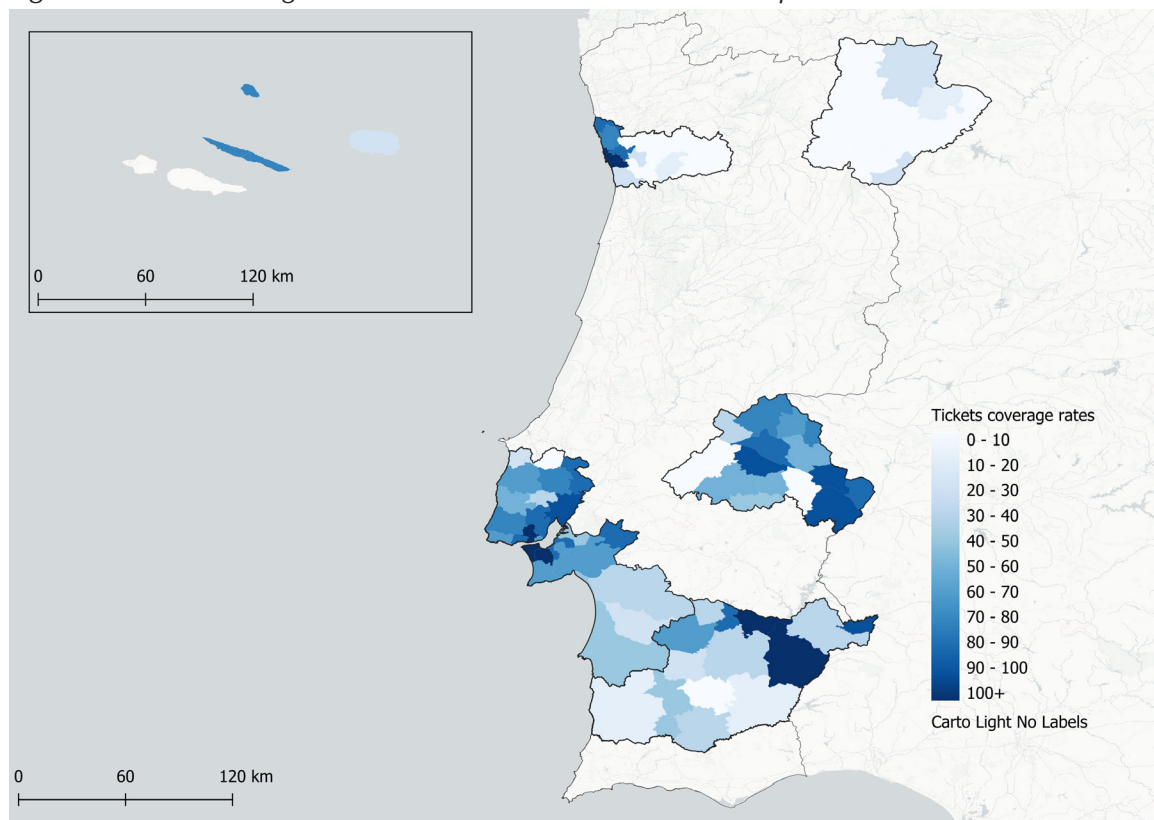 0 60 120 km
Tickets coverage rates
0 - 10
10 - 20
20 - 30
30 - 40
40 - 50
50 - 60
60 - 70
70 - 80
80 - 90
90 - 100
100+
Carto Light No Labels
0 60 120 km